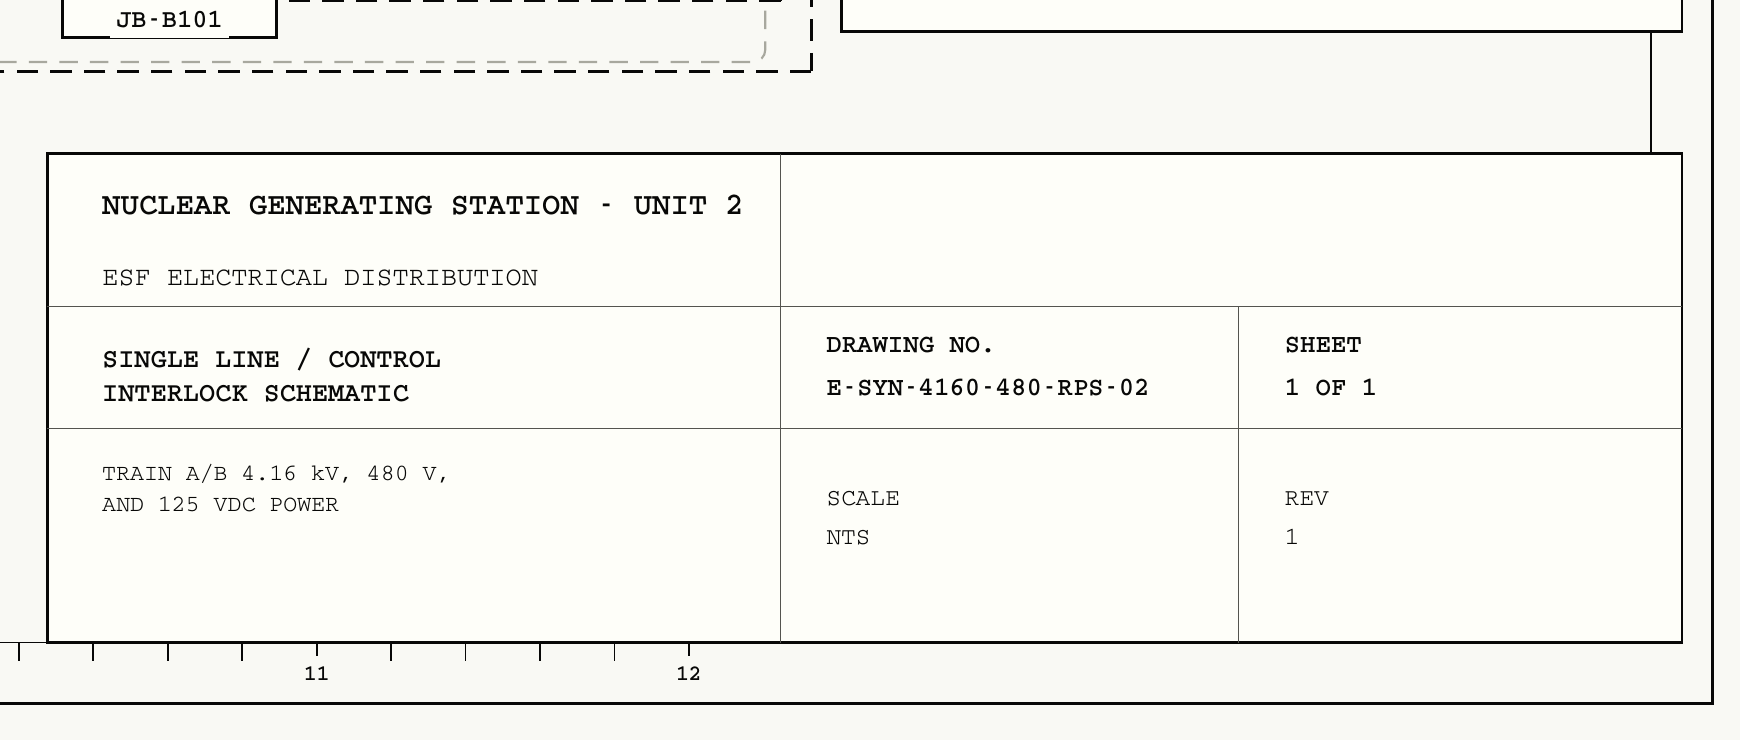 JB-B101
NUCLEAR GENERATING STATION - UNIT 2
ESF ELECTRICAL DISTRIBUTION
SINGLE LINE / CONTROL
INTERLOCK SCHEMATIC
DRAWING NO.
E-SYN-4160-480-RPS-02
SHEET
1 OF 1
TRAIN A/B 4.16 kV, 480 V,
AND 125 VDC POWER
SCALE
NTS
REV
1
11
12